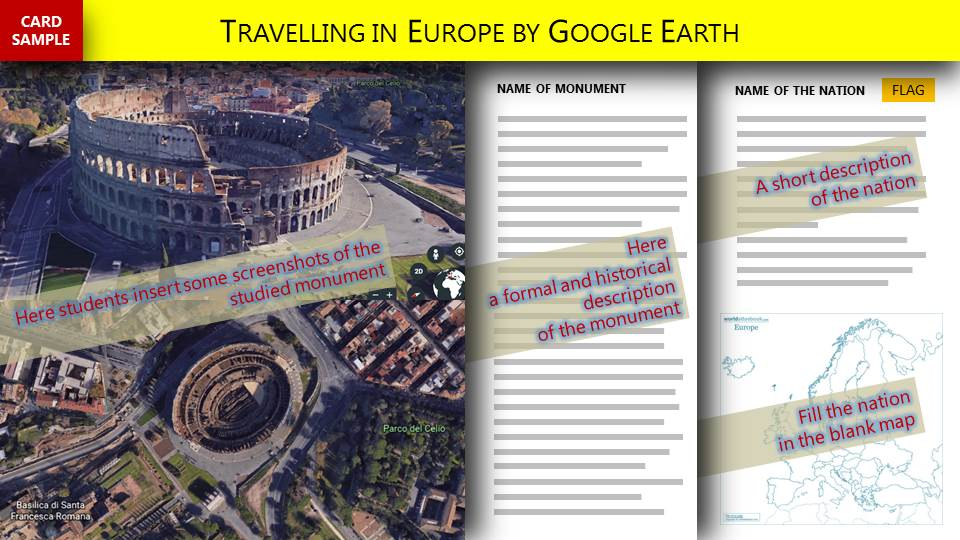 CARD
SAMPLE
TRAVELLING IN EUROPE BY GOOGLE EARTH
Parco del Celio
2D
Here students insert some screenshots of the
studied monument
Parco del Celio
Basilica di Santa
Francesca Romana
NAME OF MONUMENT
Here
a formal and historical
description
of the monument
NAME OF THE NATION
FLAG
A short description
of the nation
worldatlasbook.com
Europe
Fill the nation
in the blank map